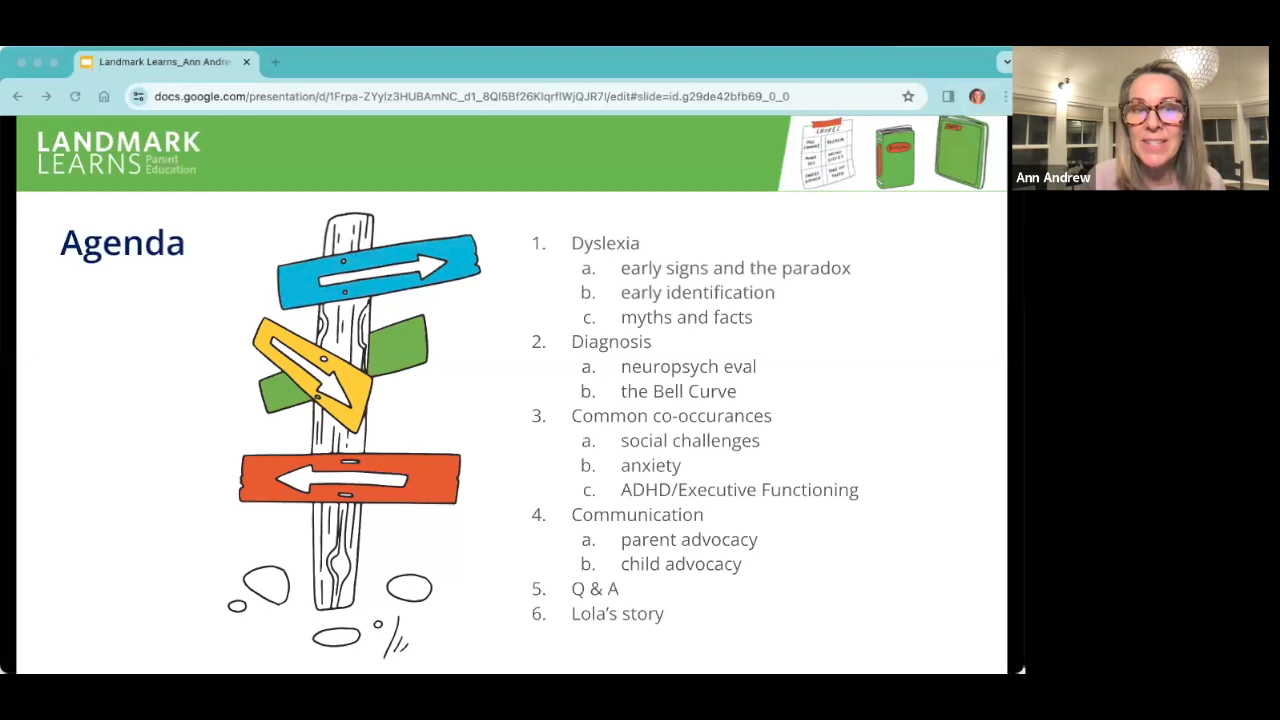 Landmark Learns_Ann Andre
docs.google.com/presentation/d/1Frpa-ZYylz3HUBAmNC_d1_8Ql5Bf26KlqrflWjQJR7I/edit#slide=id.g29de42bfb69_0_0
LANDMARK
LEARNS Parent Education
Ann Andrew
Agenda
1. Dyslexia
a. early signs and the paradox
b. early identification
c. myths and facts
2. Diagnosis
a. neuropsych eval
b. the Bell Curve
3. Common co-occurances
a. social challenges
b. anxiety
c. ADHD/Executive Functioning
4. Communication
a. parent advocacy
b. child advocacy
5. Q & A
6. Lola's story